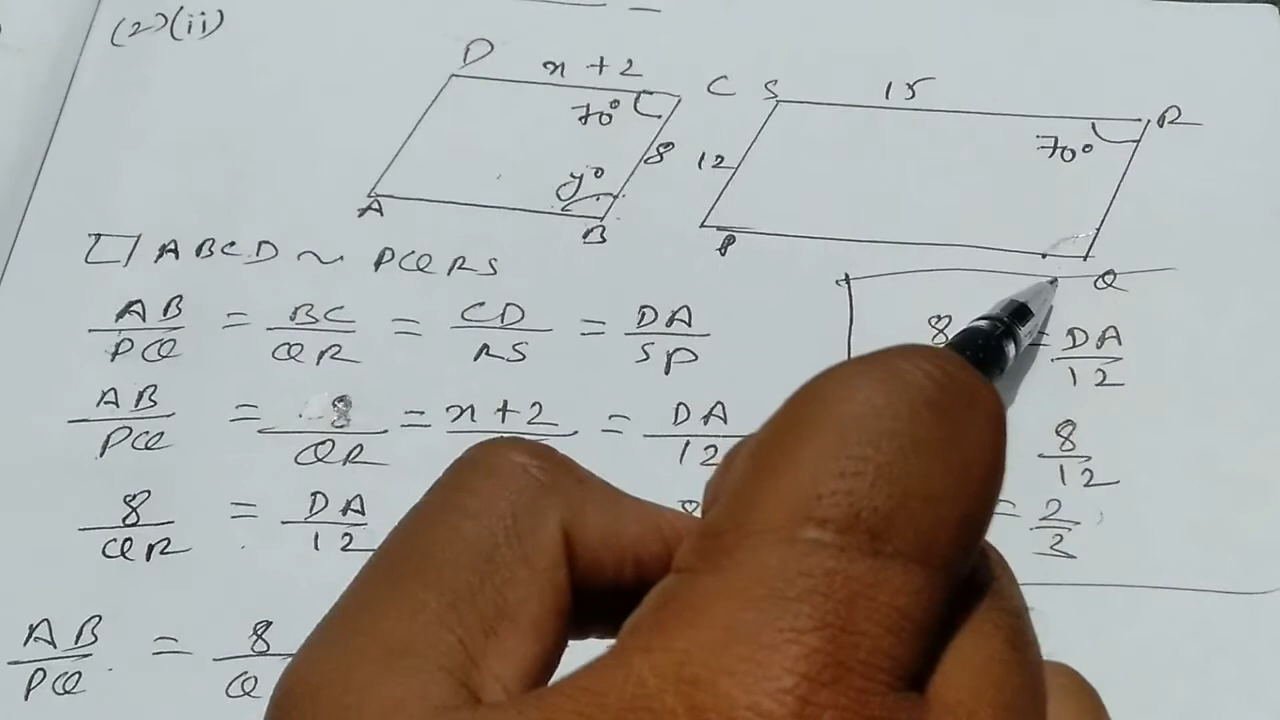 (2)(ii)
D x + 2 C S 15 R
70° 70°
8 12
y°
A B P Q
□ ABCD ~ PQRS
AB/PQ = BC/QR = CD/RS = DA/SP
8 = DA/12
AB/PQ = 8/QR = x+2 = DA/12
8/12
8/QR = DA/12
8 = 2/3
AB/PQ = 8/Q